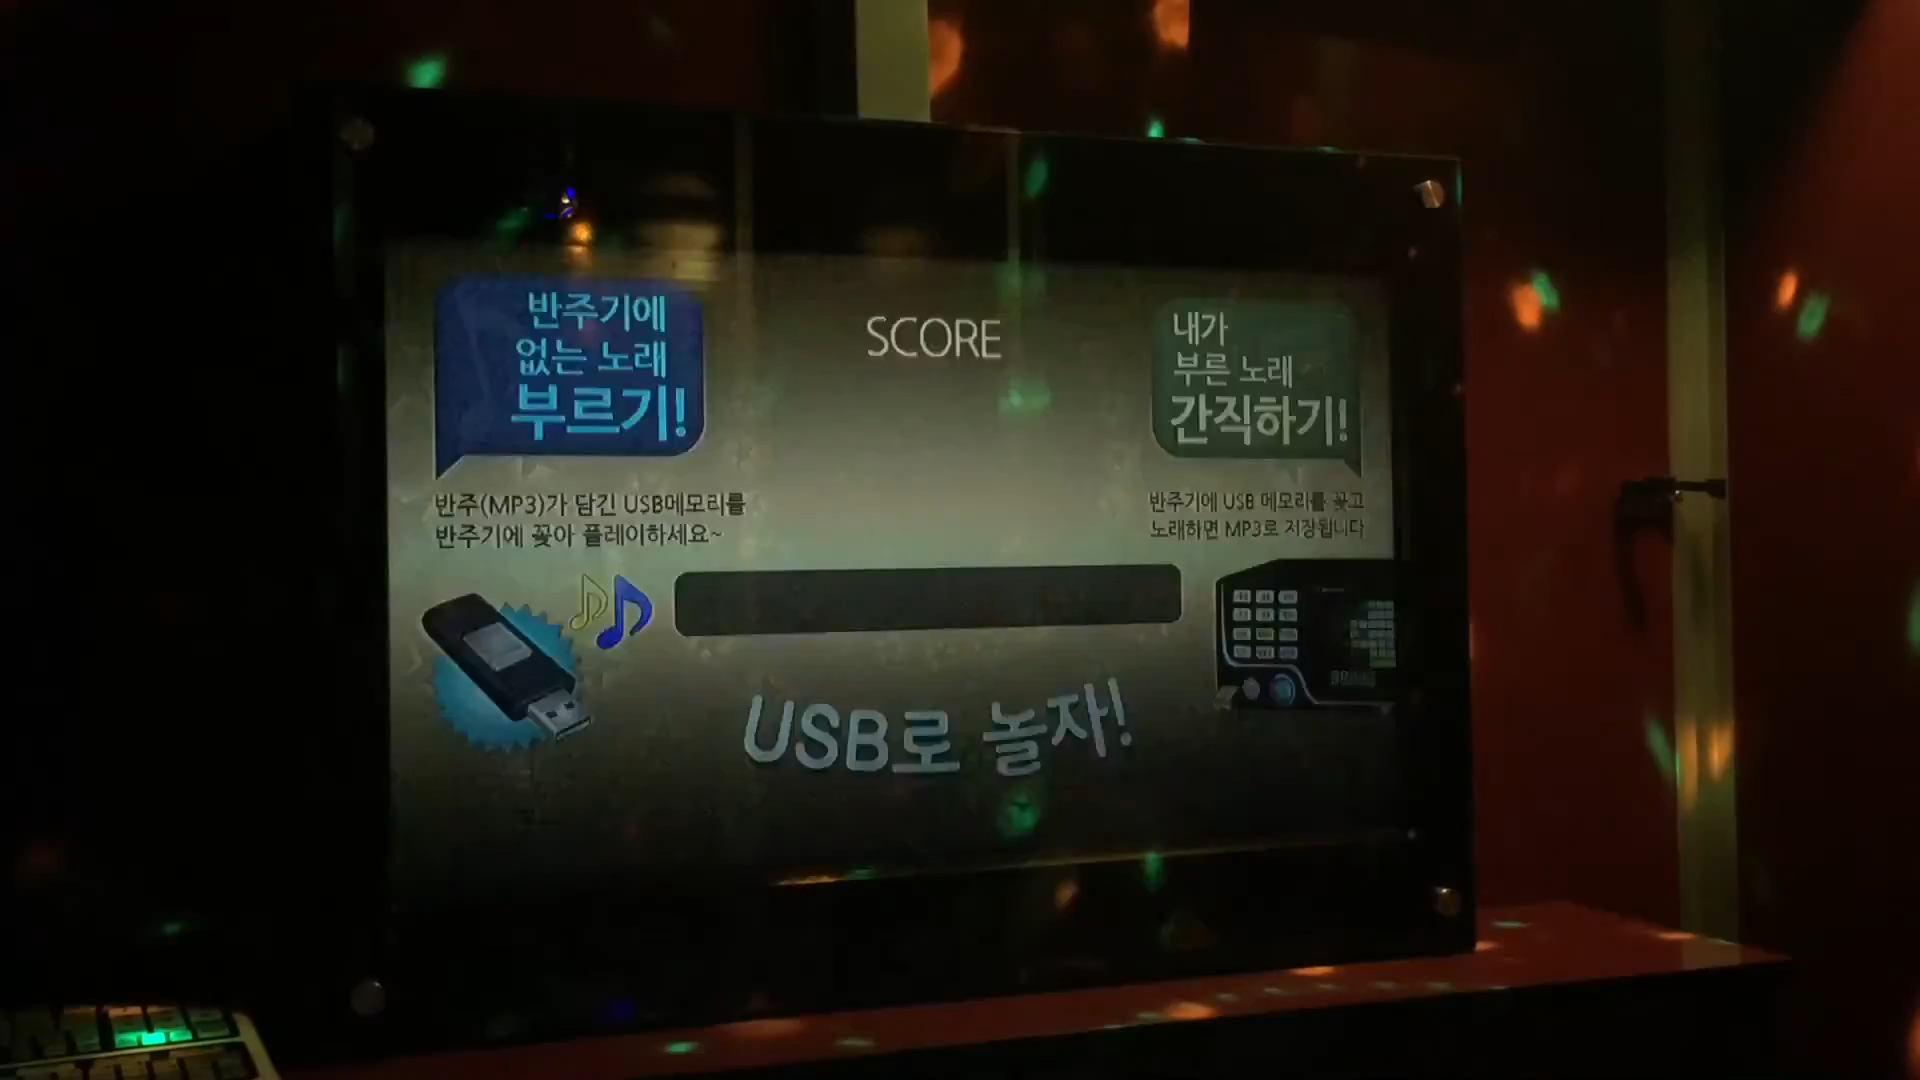 반주기에
없는 노래
부르기!
반주(MP3)가 담긴 USB메모리를
반주기에 꽂아 플레이하세요~
SCORE
내가
부른 노래
간직하기!
반주기에 USB 메모리를 꽂고
노래하면 MP3로 저장됩니다
USB로 놀자!